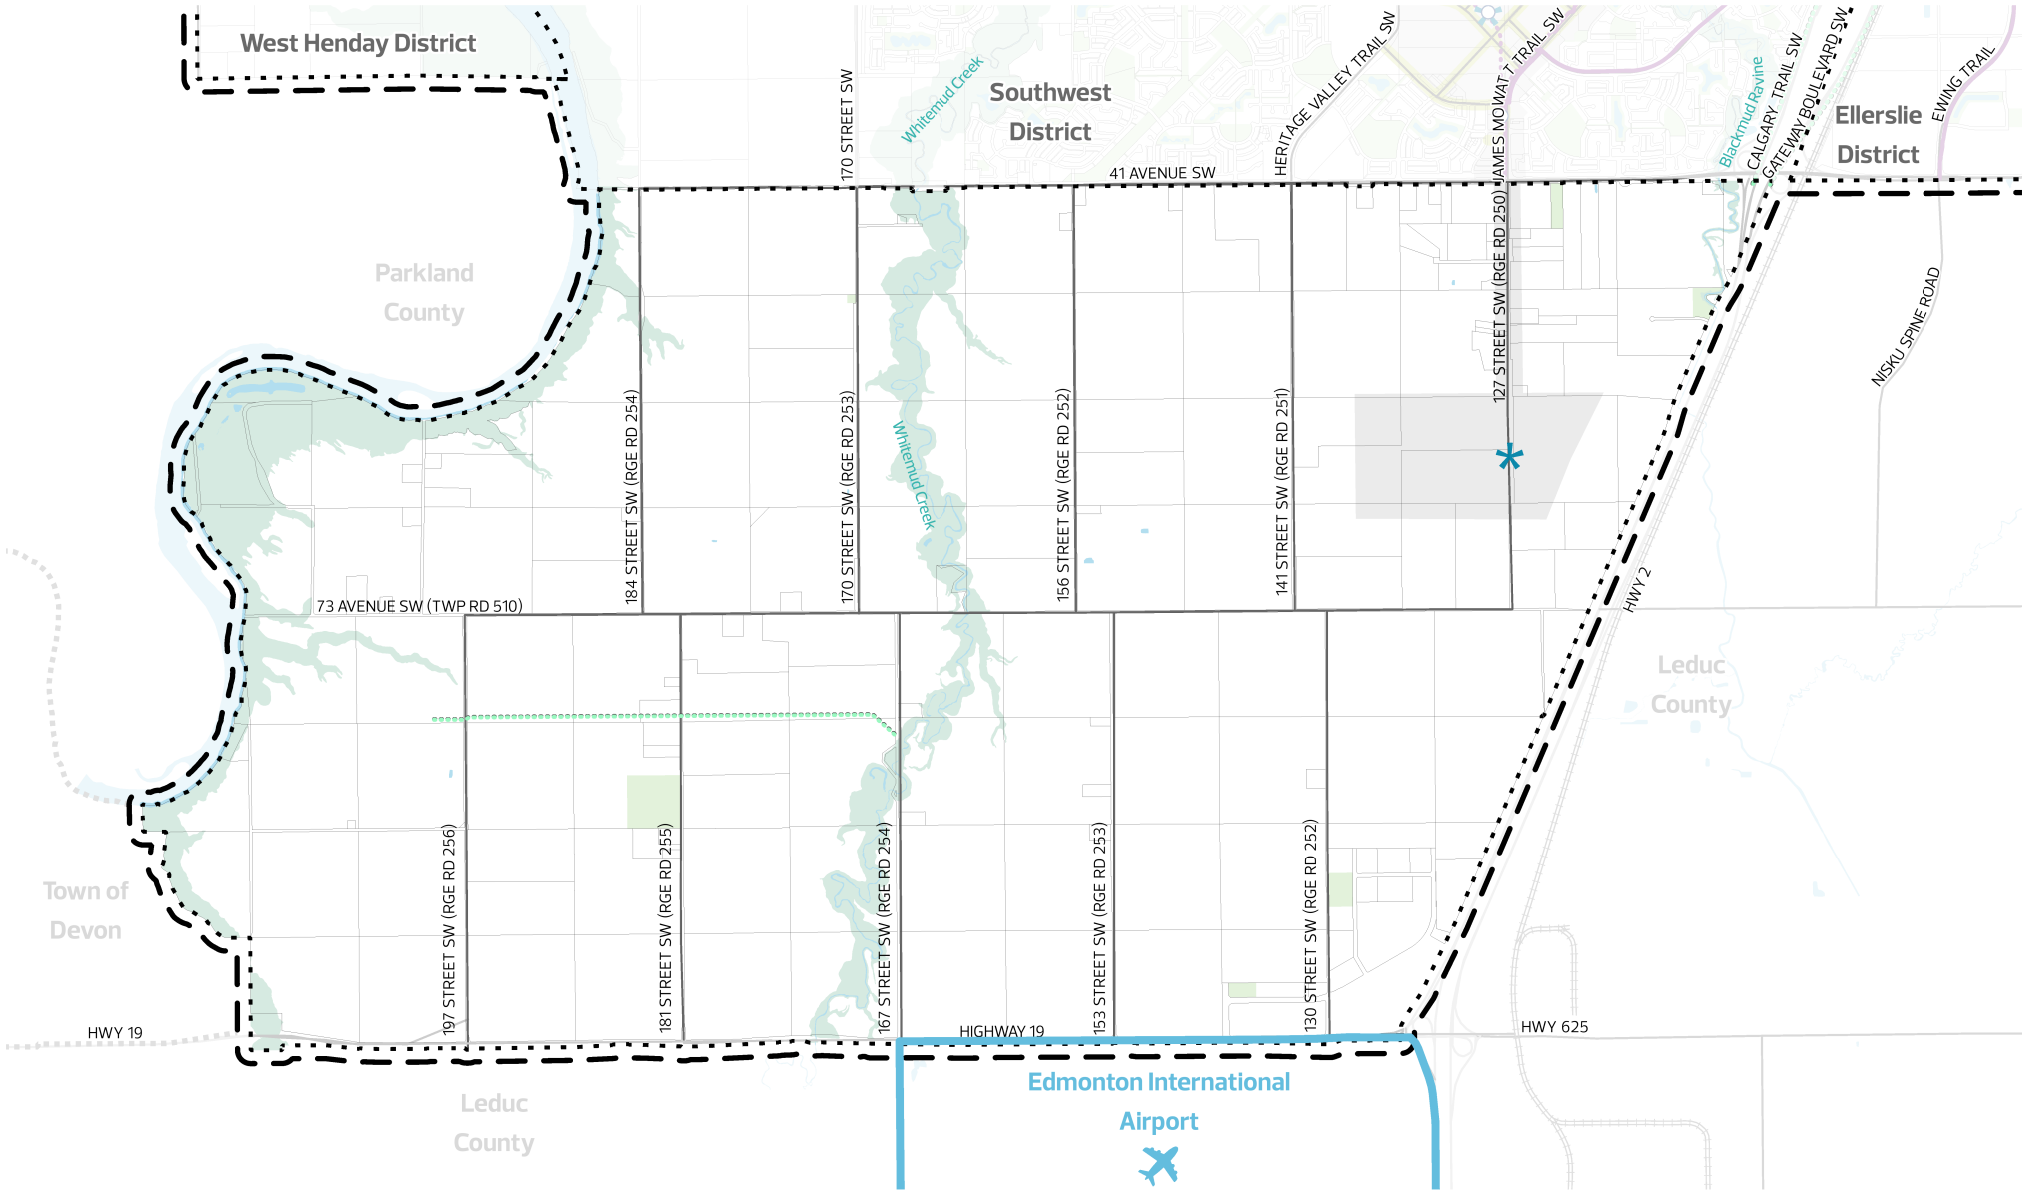 West Henday District
Southwest
District
Ellerslie
District
Whitemud Creek
Blackmud Ravine
170 STREET SW
HERITAGE VALLEY TRAIL SW
JAMES MOWAT T TRAIL SW
CALGARY TRAIL SW
GATEWAY BOULEVARD SW
EWING TRAIL
41 AVENUE SW
Parkland
County
127 STREET SW (RGE RD 250)
NISKU SPINE ROAD
184 STREET SW (RGE RD 254)
170 STREET SW (RGE RD 253)
Whitemud Creek
156 STREET SW (RGE RD 252)
141 STREET SW (RGE RD 251)
*
73 AVENUE SW (TWP RD 510)
HWY 2
Leduc
County
Town of
Devon
197 STREET SW (RGE RD 256)
181 STREET SW (RGE RD 255)
167 STREET SW (RGE RD 254)
153 STREET SW (RGE RD 253)
130 STREET SW (RGE RD 252)
HWY 19
HIGHWAY 19
HWY 625
Leduc
County
Edmonton International
Airport